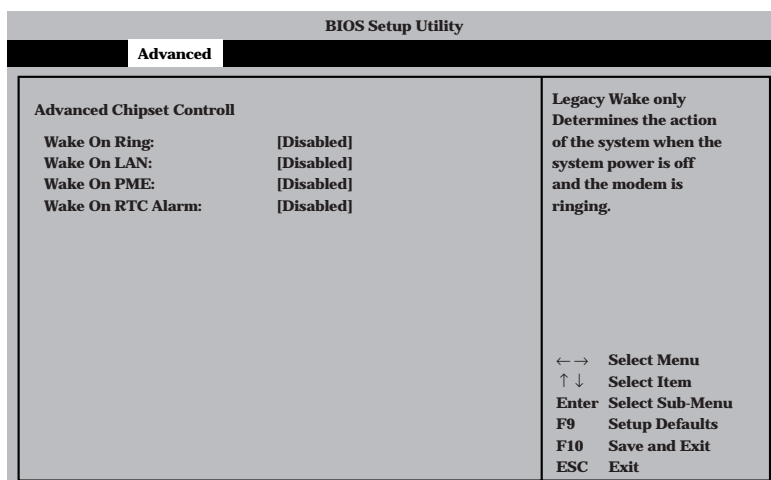 BIOS Setup Utility
Advanced
Advanced Chipset Controll
Wake On Ring: [Disabled]
Wake On LAN: [Disabled]
Wake On PME: [Disabled]
Wake On RTC Alarm: [Disabled]
Legacy Wake only
Determines the action
of the system when the
system power is off
and the modem is
ringing.
←→ Select Menu
↑↓ Select Item
Enter Select Sub-Menu
F9 Setup Defaults
F10 Save and Exit
ESC Exit